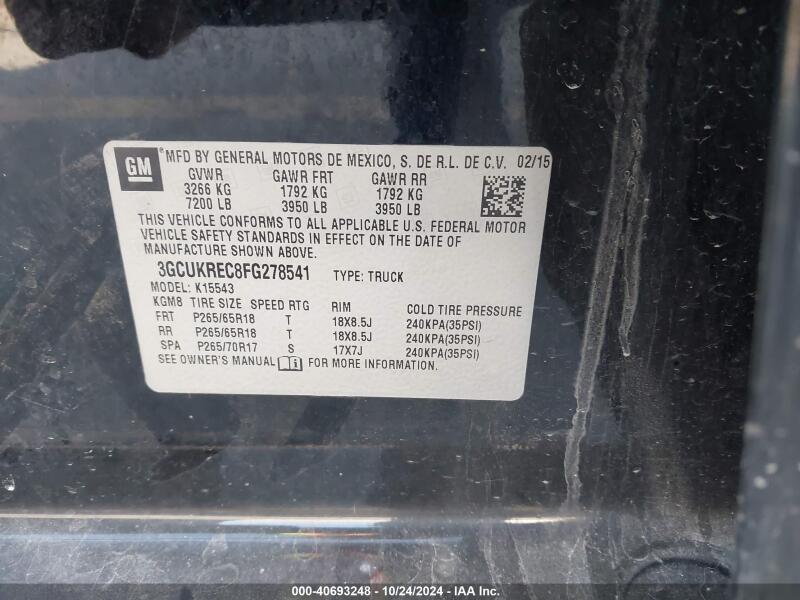 GM MFD BY GENERAL MOTORS DE MEXICO, S. DE R.L. DE C.V. 02/15
GVWR GAWR FRT GAWR RR
3266 KG 1792 KG 1792 KG
7200 LB 3950 LB 3950 LB
THIS VEHICLE CONFORMS TO ALL APPLICABLE U.S. FEDERAL MOTOR
VEHICLE SAFETY STANDARDS IN EFFECT ON THE DATE OF
MANUFACTURE SHOWN ABOVE.
3GCUKREC8FG278541 TYPE: TRUCK
MODEL: K15543
KGM8 TIRE SIZE SPEED RTG RIM COLD TIRE PRESSURE
FRT P265/65R18 T 18X8.5J 240KPA(35PSI)
RR P265/65R18 T 18X8.5J 240KPA(35PSI)
SPA P265/70R17 S 17X7J 240KPA(35PSI)
SEE OWNER'S MANUAL FOR MORE INFORMATION.
000-40693248 - 10/24/2024 - IAA Inc.